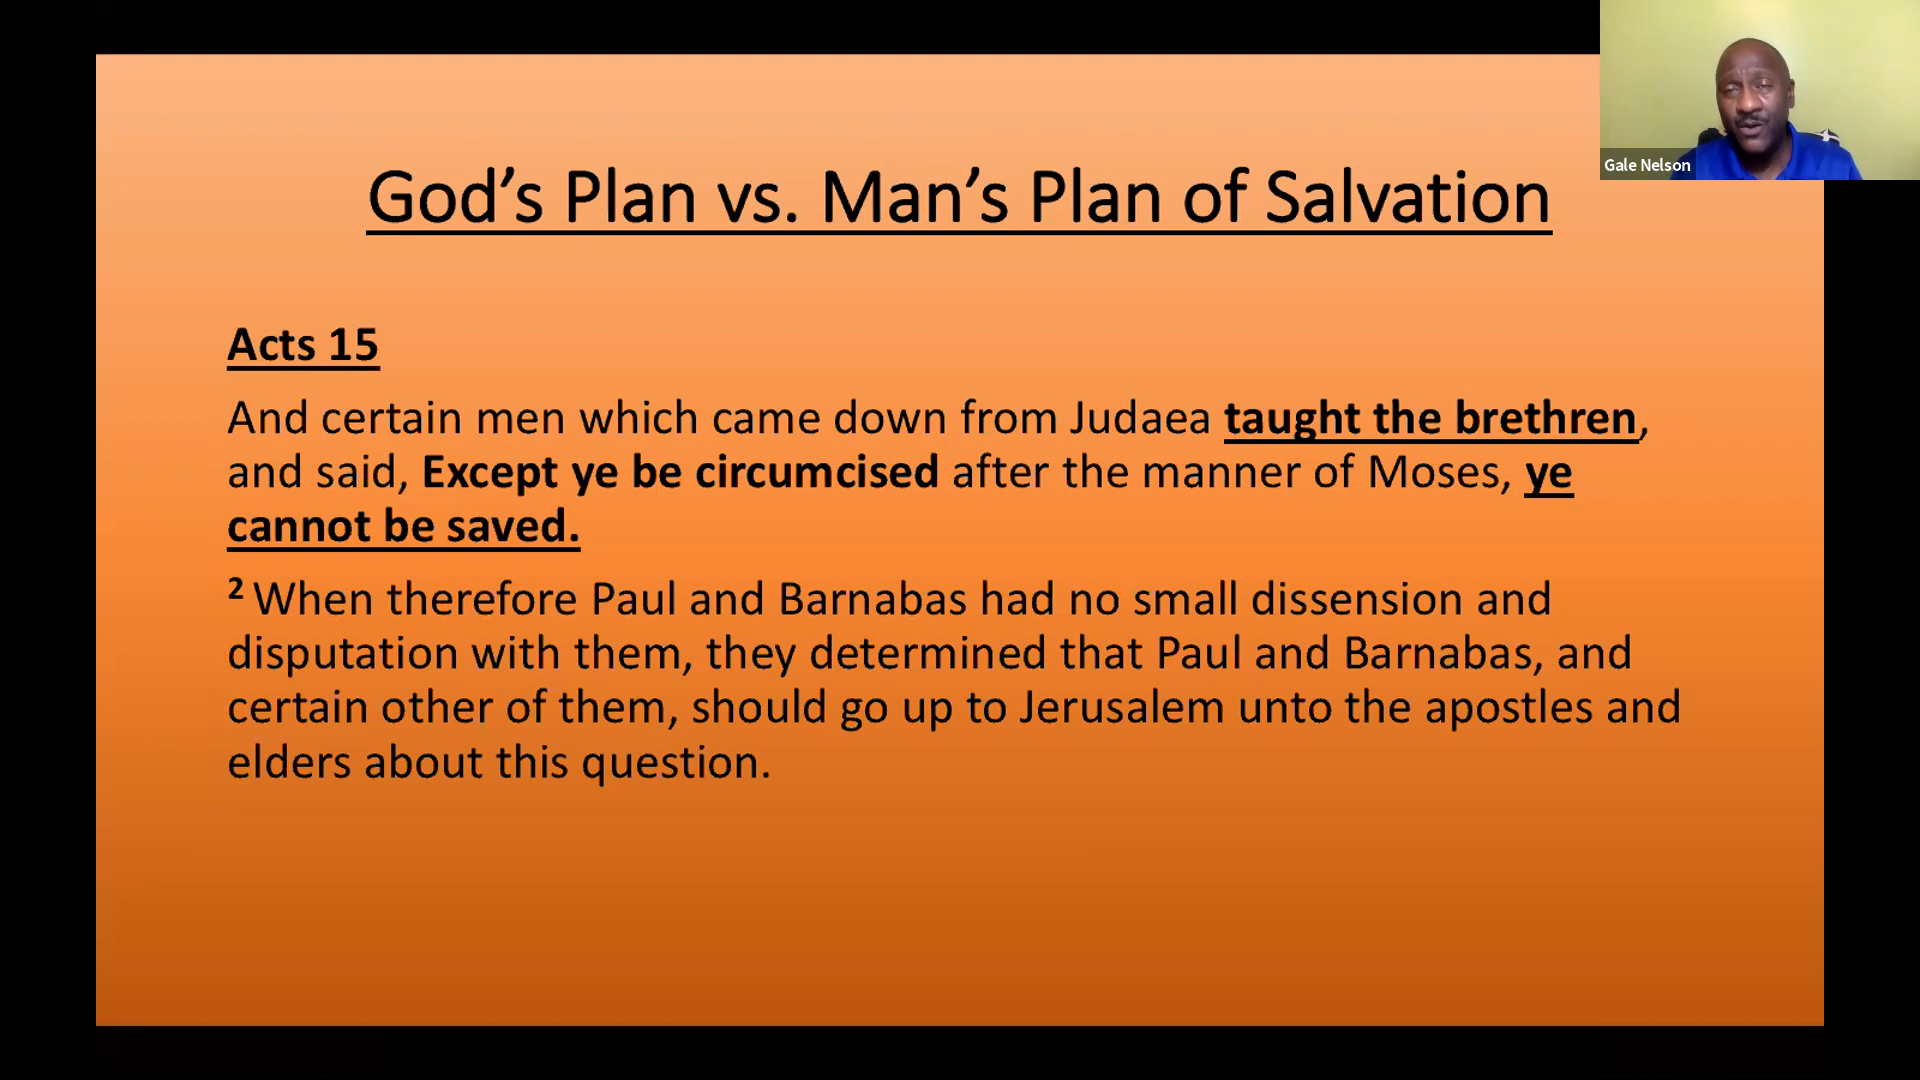 Gale Nelson
God’s Plan vs. Man’s Plan of Salvation
Acts 15
And certain men which came down from Judaea taught the brethren,
and said, Except ye be circumcised after the manner of Moses, ye
cannot be saved.
2 When therefore Paul and Barnabas had no small dissension and
disputation with them, they determined that Paul and Barnabas, and
certain other of them, should go up to Jerusalem unto the apostles and
elders about this question.